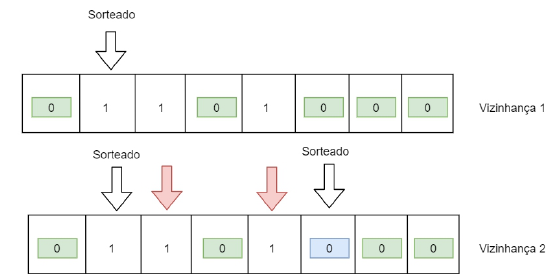 Sorteado
0 1 1 0 1 0 0 0 Vizinhança 1
Sorteado Sorteado
0 1 1 0 1 0 0 0 Vizinhança 2